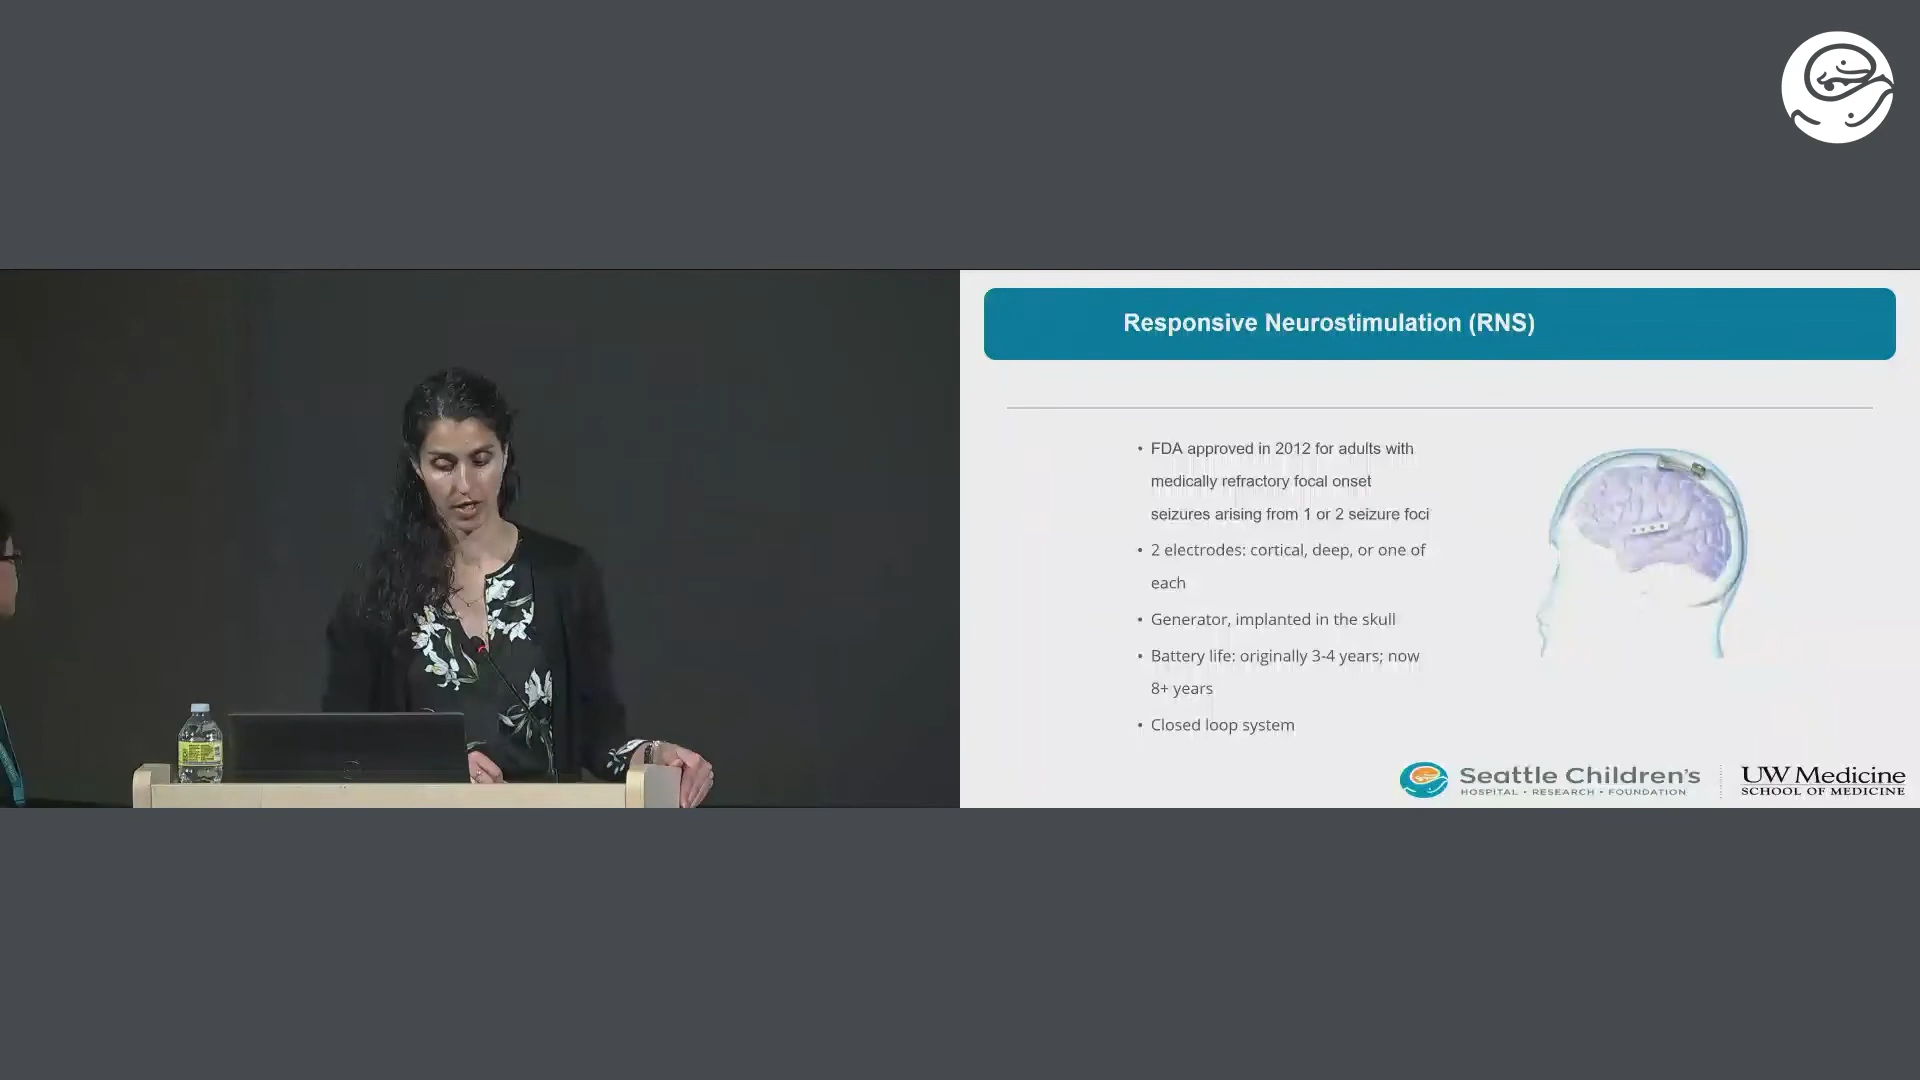 Responsive Neurostimulation (RNS)
• FDA approved in 2012 for adults with
medically refractory focal onset
seizures arising from 1 or 2 seizure foci
• 2 electrodes: cortical, deep, or one of
each
• Generator, implanted in the skull
• Battery life: originally 3-4 years; now
8+ years
• Closed loop system
Seattle Children's
HOSPITAL • RESEARCH • FOUNDATION
UW Medicine
SCHOOL OF MEDICINE